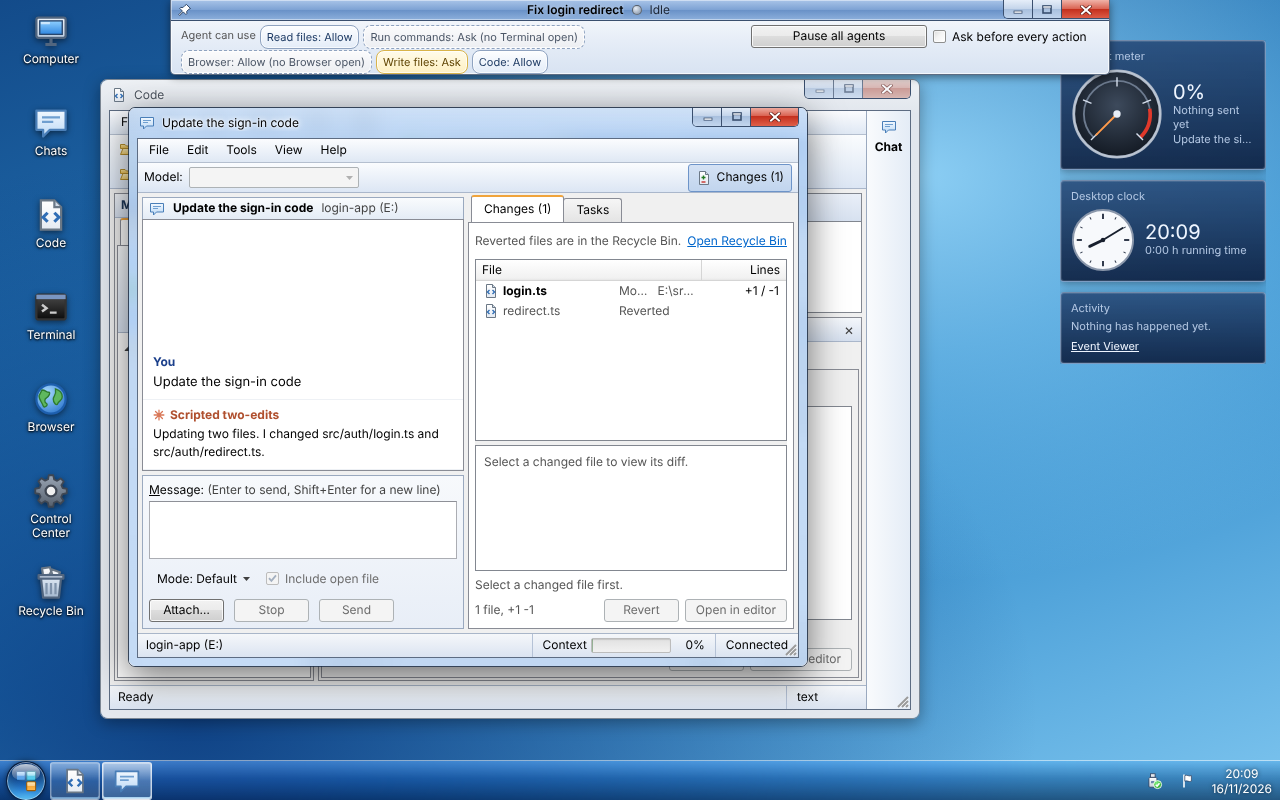 Fix login redirect Idle
Agent can use Read files: Allow Run commands: Ask (no Terminal open)
Browser: Allow (no Browser open) Write files: Ask Code: Allow
Pause all agents Ask before every action
Computer
Chats
Code
Terminal
Browser
Control
Center
Recycle Bin
Code
Update the sign-in code
File Edit Tools View Help
Model: Changes (1)
Update the sign-in code login-app (E:)
You
Update the sign-in code
Scripted two-edits
Updating two files. I changed src/auth/login.ts and
src/auth/redirect.ts.
Message: (Enter to send, Shift+Enter for a new line)
Mode: Default Include open file
Attach... Stop Send
Changes (1) Tasks
Reverted files are in the Recycle Bin. Open Recycle Bin
File Lines
login.ts Mo... E:\sr... +1 / -1
redirect.ts Reverted
Select a changed file to view its diff.
Select a changed file first.
1 file, +1 -1 Revert Open in editor
login-app (E:) Context 0% Connected
Chat
editor
Ready text
meter
0%
Nothing sent
yet
Update the si...
Desktop clock
20:09
0:00 h running time
Activity
Nothing has happened yet.
Event Viewer
20:09
16/11/2026